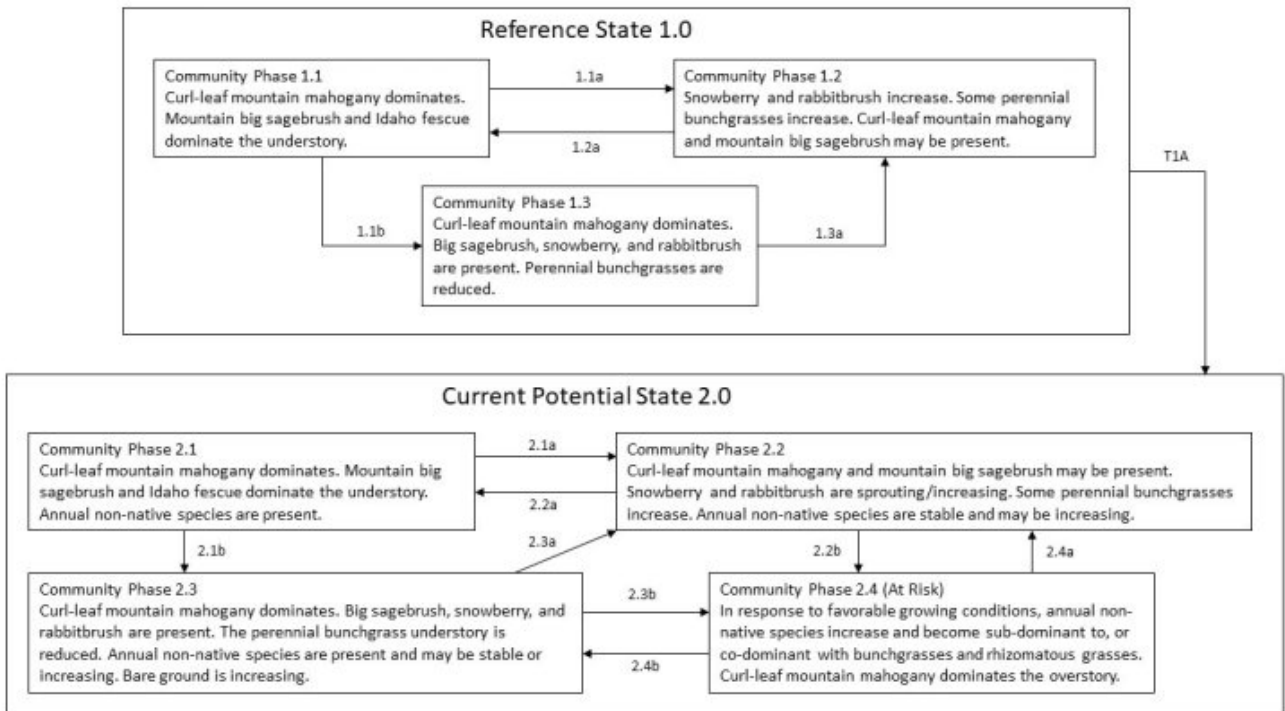 Reference State 1.0
Community Phase 1.1
Curl-leaf mountain mahogany dominates.
Mountain big sagebrush and Idaho fescue
dominate the understory.
1.1a
1.2a
Community Phase 1.2
Snowberry and rabbitbrush increase. Some perennial
bunchgrasses increase. Curl-leaf mountain mahogany
and mountain big sagebrush may be present.
T1A
1.1b
Community Phase 1.3
Curl-leaf mountain mahogany dominates.
Big sagebrush, snowberry, and rabbitbrush
are present. Perennial bunchgrasses are
reduced.
1.3a
Current Potential State 2.0
Community Phase 2.1
Curl-leaf mountain mahogany dominates. Mountain big
sagebrush and Idaho fescue dominate the understory.
Annual non-native species are present.
2.1a
2.2a
Community Phase 2.2
Curl-leaf mountain mahogany and mountain big sagebrush may be present.
Snowberry and rabbitbrush are sprouting/increasing. Some perennial bunchgrasses
increase. Annual non-native species are stable and may be increasing.
2.1b
2.3a
2.2b
2.4a
Community Phase 2.3
Curl-leaf mountain mahogany dominates. Big sagebrush, snowberry, and
rabbitbrush are present. The perennial bunchgrass understory is
reduced. Annual non-native species are present and may be stable or
increasing. Bare ground is increasing.
2.3b
2.4b
Community Phase 2.4 (At Risk)
In response to favorable growing conditions, annual non-
native species increase and become sub-dominant to, or
co-dominant with bunchgrasses and rhizomatous grasses.
Curl-leaf mountain mahogany dominates the overstory.